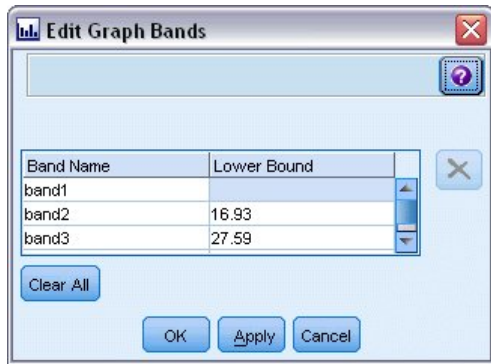 Edit Graph Bands
Band Name Lower Bound
band1
band2 16.93
band3 27.59
Clear All
OK Apply Cancel